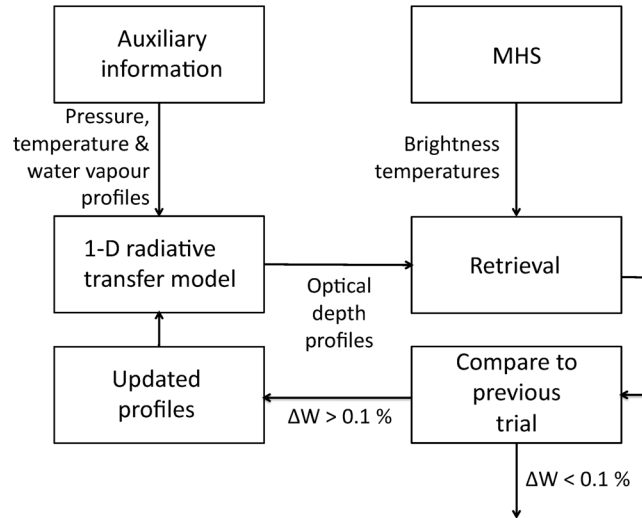 Auxiliary
information
MHS
Pressure,
temperature &
water vapour
profiles
Brightness
temperatures
1-D radiative
transfer model
Optical
depth
profiles
Retrieval
Updated
profiles
ΔW > 0.1 %
Compare to
previous
trial
ΔW < 0.1 %